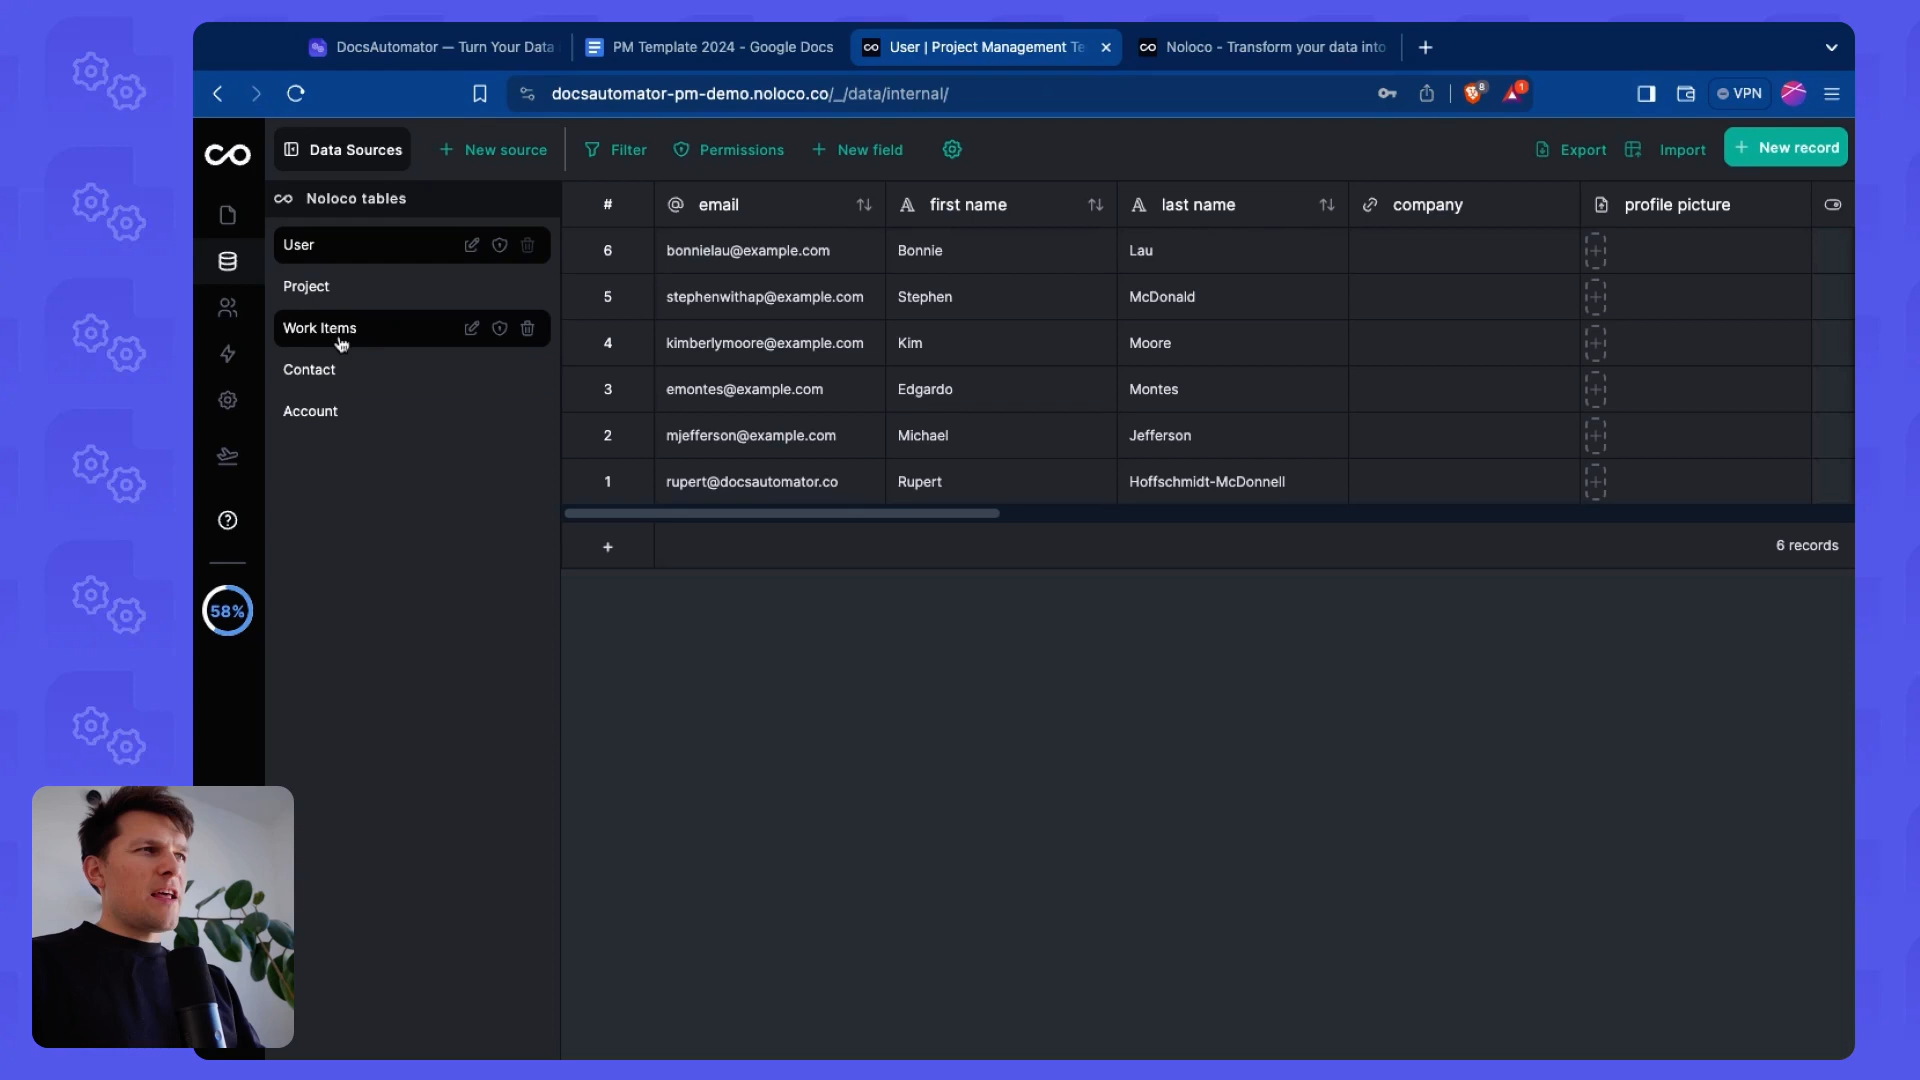 DocsAutomator — Turn Your Data
PM Template 2024 - Google Docs
User | Project Management Te
Noloco - Transform your data into
docsautomator-pm-demo.noloco.co/_/data/internal/
8
1
VPN
Data Sources
New source
Filter
Permissions
New field
Export
Import
New record
Noloco tables
User
Project
Work Items
Contact
Account
58%
# email first name last name company profile picture
6 bonnielau@example.com Bonnie Lau
5 stephenwithap@example.com Stephen McDonald
4 kimberlymoore@example.com Kim Moore
3 emontes@example.com Edgardo Montes
2 mjefferson@example.com Michael Jefferson
1 rupert@docsautomator.co Rupert Hoffschmidt-McDonnell
6 records